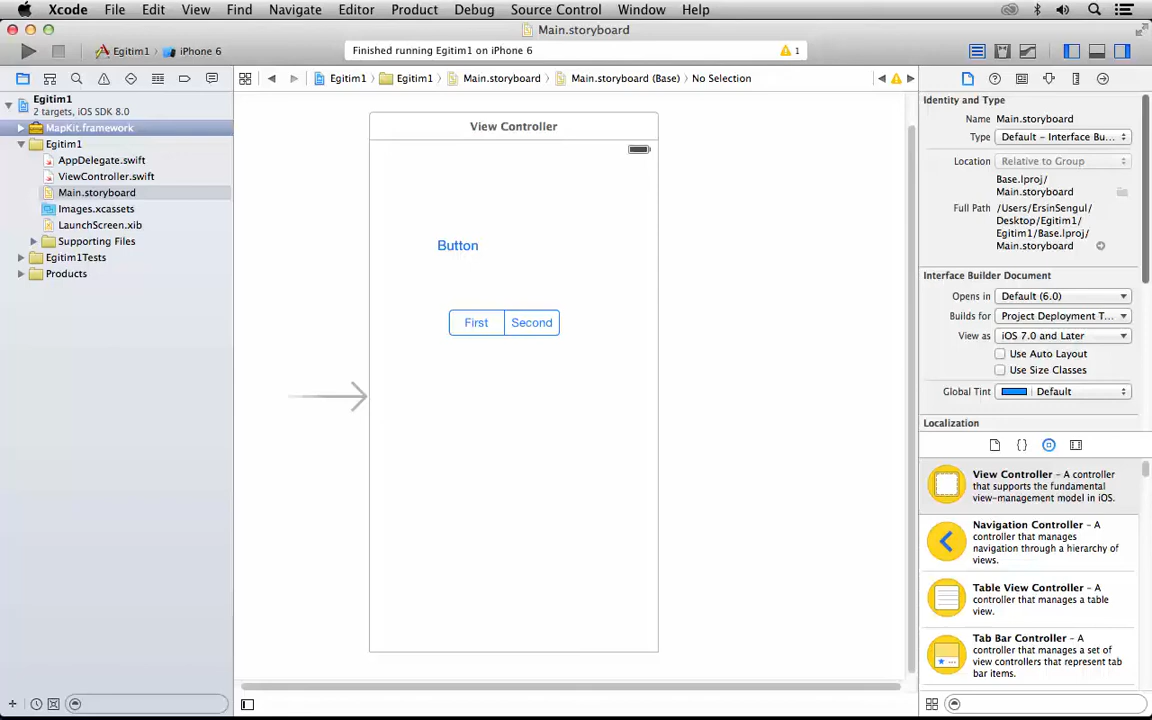 Xcode File Edit View Find Navigate Editor Product Debug Source Control Window Help
Main.storyboard
Egitim1 iPhone 6
Finished running Egitim1 on iPhone 6
1
Egitim1 Egitim1 Main.storyboard Main.storyboard (Base) No Selection
Egitim1
2 targets, iOS SDK 8.0
MapKit.framework
Egitim1
AppDelegate.swift
ViewController.swift
Main.storyboard
Images.xcassets
LaunchScreen.xib
Supporting Files
Egitim1Tests
Products
View Controller
Button
First Second
Identity and Type
Name Main.storyboard
Type Default – Interface Bu...
Location Relative to Group
Base.lproj/
Main.storyboard
Full Path /Users/ErsinSengul/
Desktop/Egitim1/
Egitim1/Base.lproj/
Main.storyboard
Interface Builder Document
Opens in Default (6.0)
Builds for Project Deployment T...
View as iOS 7.0 and Later
Use Auto Layout
Use Size Classes
Global Tint Default
Localization
{ }
View Controller – A controller
that supports the fundamental
view-management model in iOS.
Navigation Controller – A
controller that manages
navigation through a hierarchy of
views.
Table View Controller – A
controller that manages a table
view.
Tab Bar Controller – A
controller that manages a set of
view controllers that represent tab
bar items.